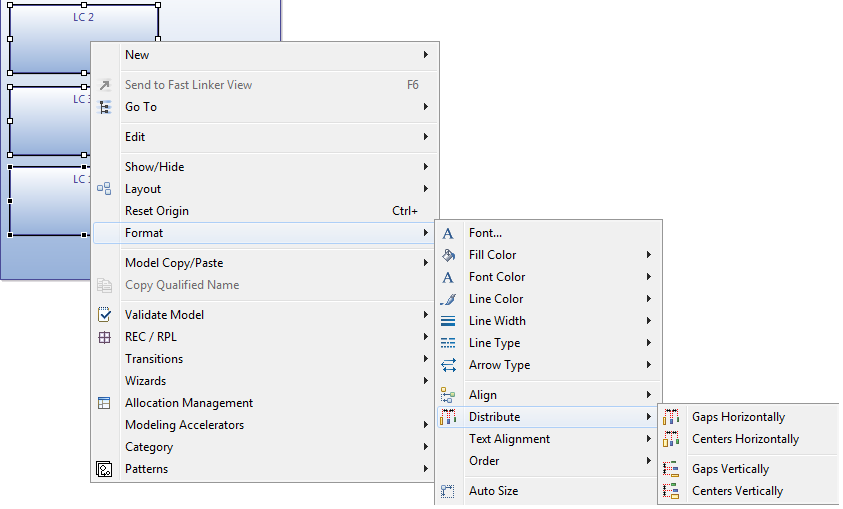 LC 2
LC
LC
New
Send to Fast Linker View F6
Go To
Edit
Show/Hide
Layout
Reset Origin Ctrl+
Format
Model Copy/Paste
Copy Qualified Name
Validate Model
REC / RPL
Transitions
Wizards
Allocation Management
Modeling Accelerators
Category
Patterns
Font...
Fill Color
Font Color
Line Color
Line Width
Line Type
Arrow Type
Align
Distribute
Text Alignment
Order
Auto Size
Gaps Horizontally
Centers Horizontally
Gaps Vertically
Centers Vertically